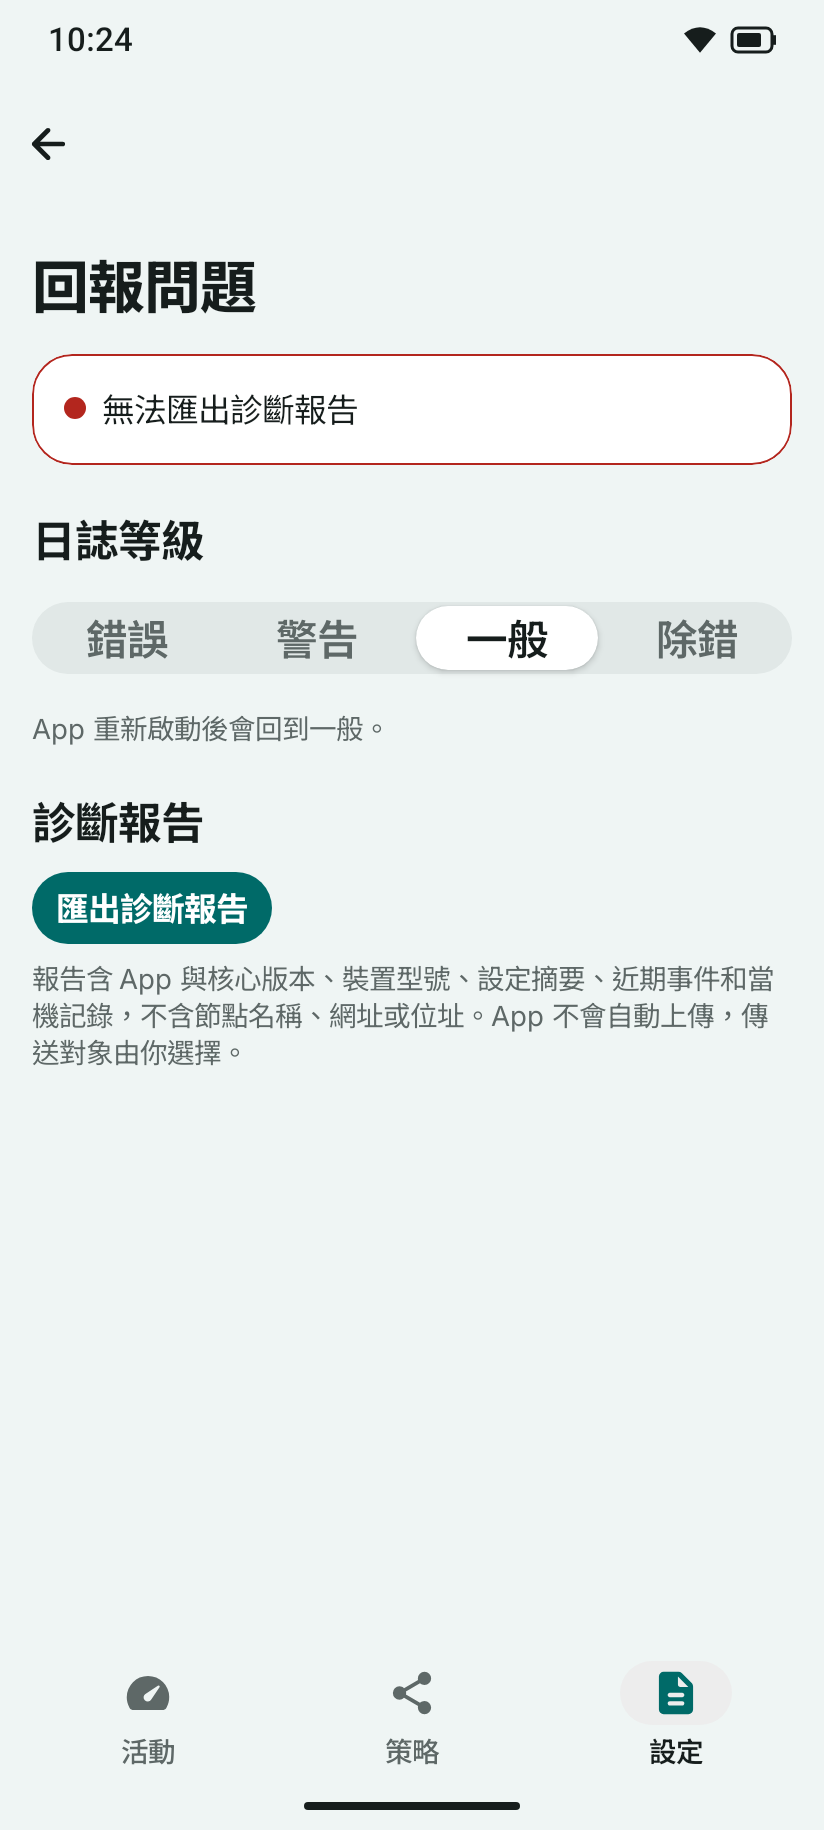 10:24
回報問題
無法匯出診斷報告
日誌等級
錯誤 警告 一般 除錯
App 重新啟動後會回到一般。
診斷報告
匯出診斷報告
報告含 App 與核心版本、裝置型號、設定摘要、近期事件和當
機記錄，不含節點名稱、網址或位址。App 不會自動上傳，傳
送對象由你選擇。
活動 策略 設定